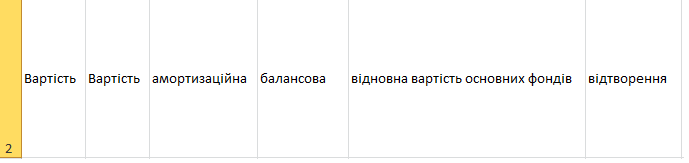 2 Вартість Вартість амортизаційна балансова відновна вартість основних фондів відтворення